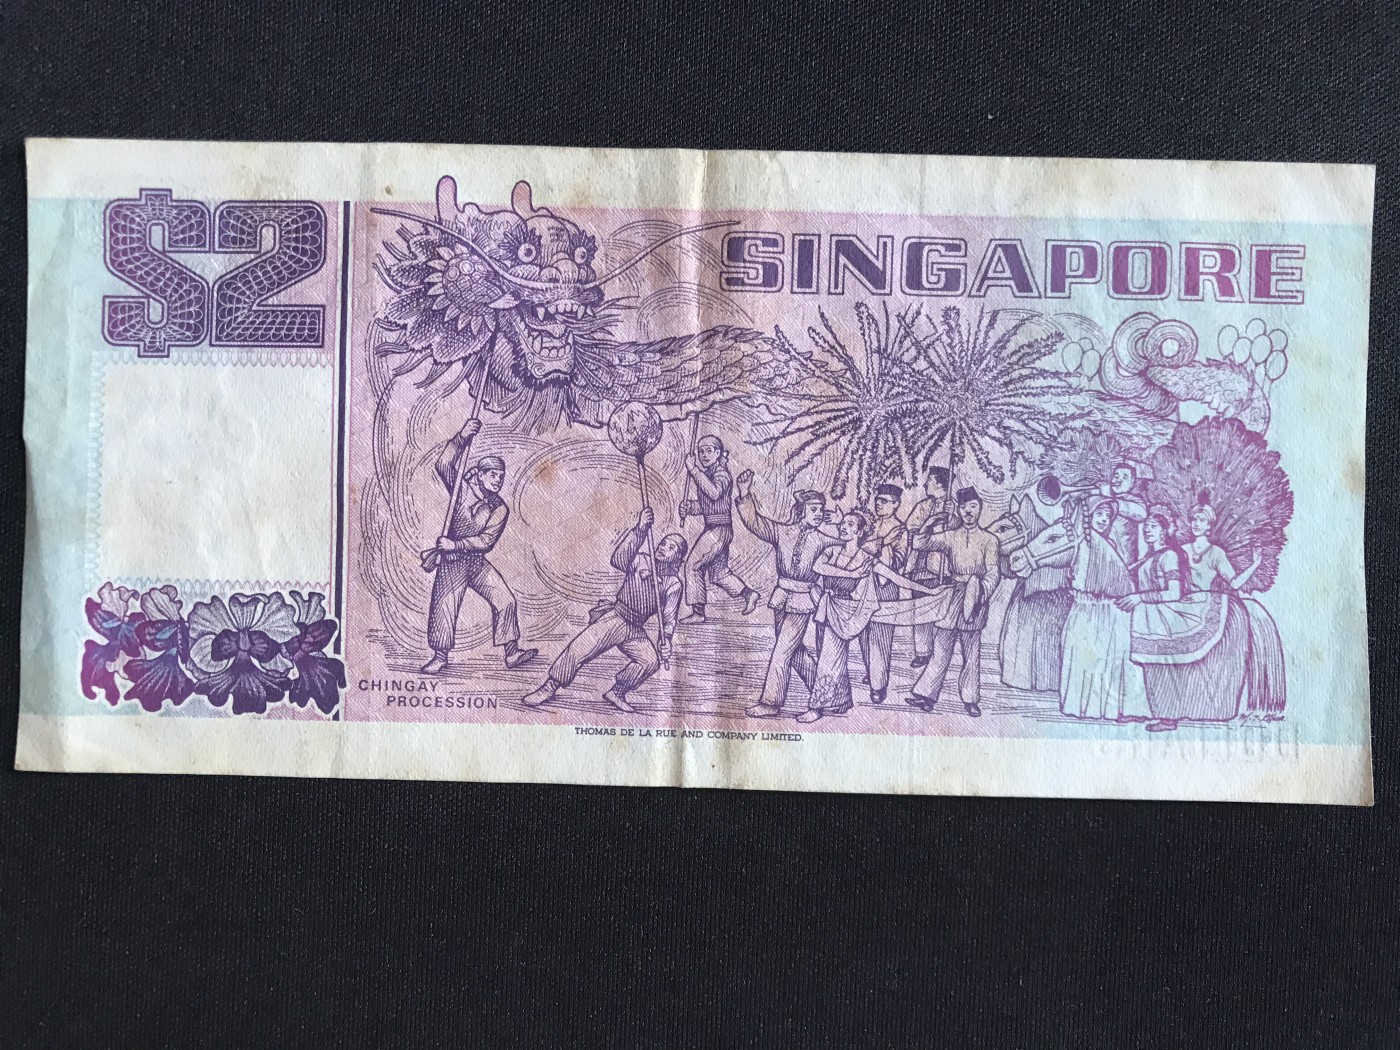 $2
SINGAPORE
CHINGAY
PROCESSION
THOMAS DE LA RUE AND COMPANY LIMITED.